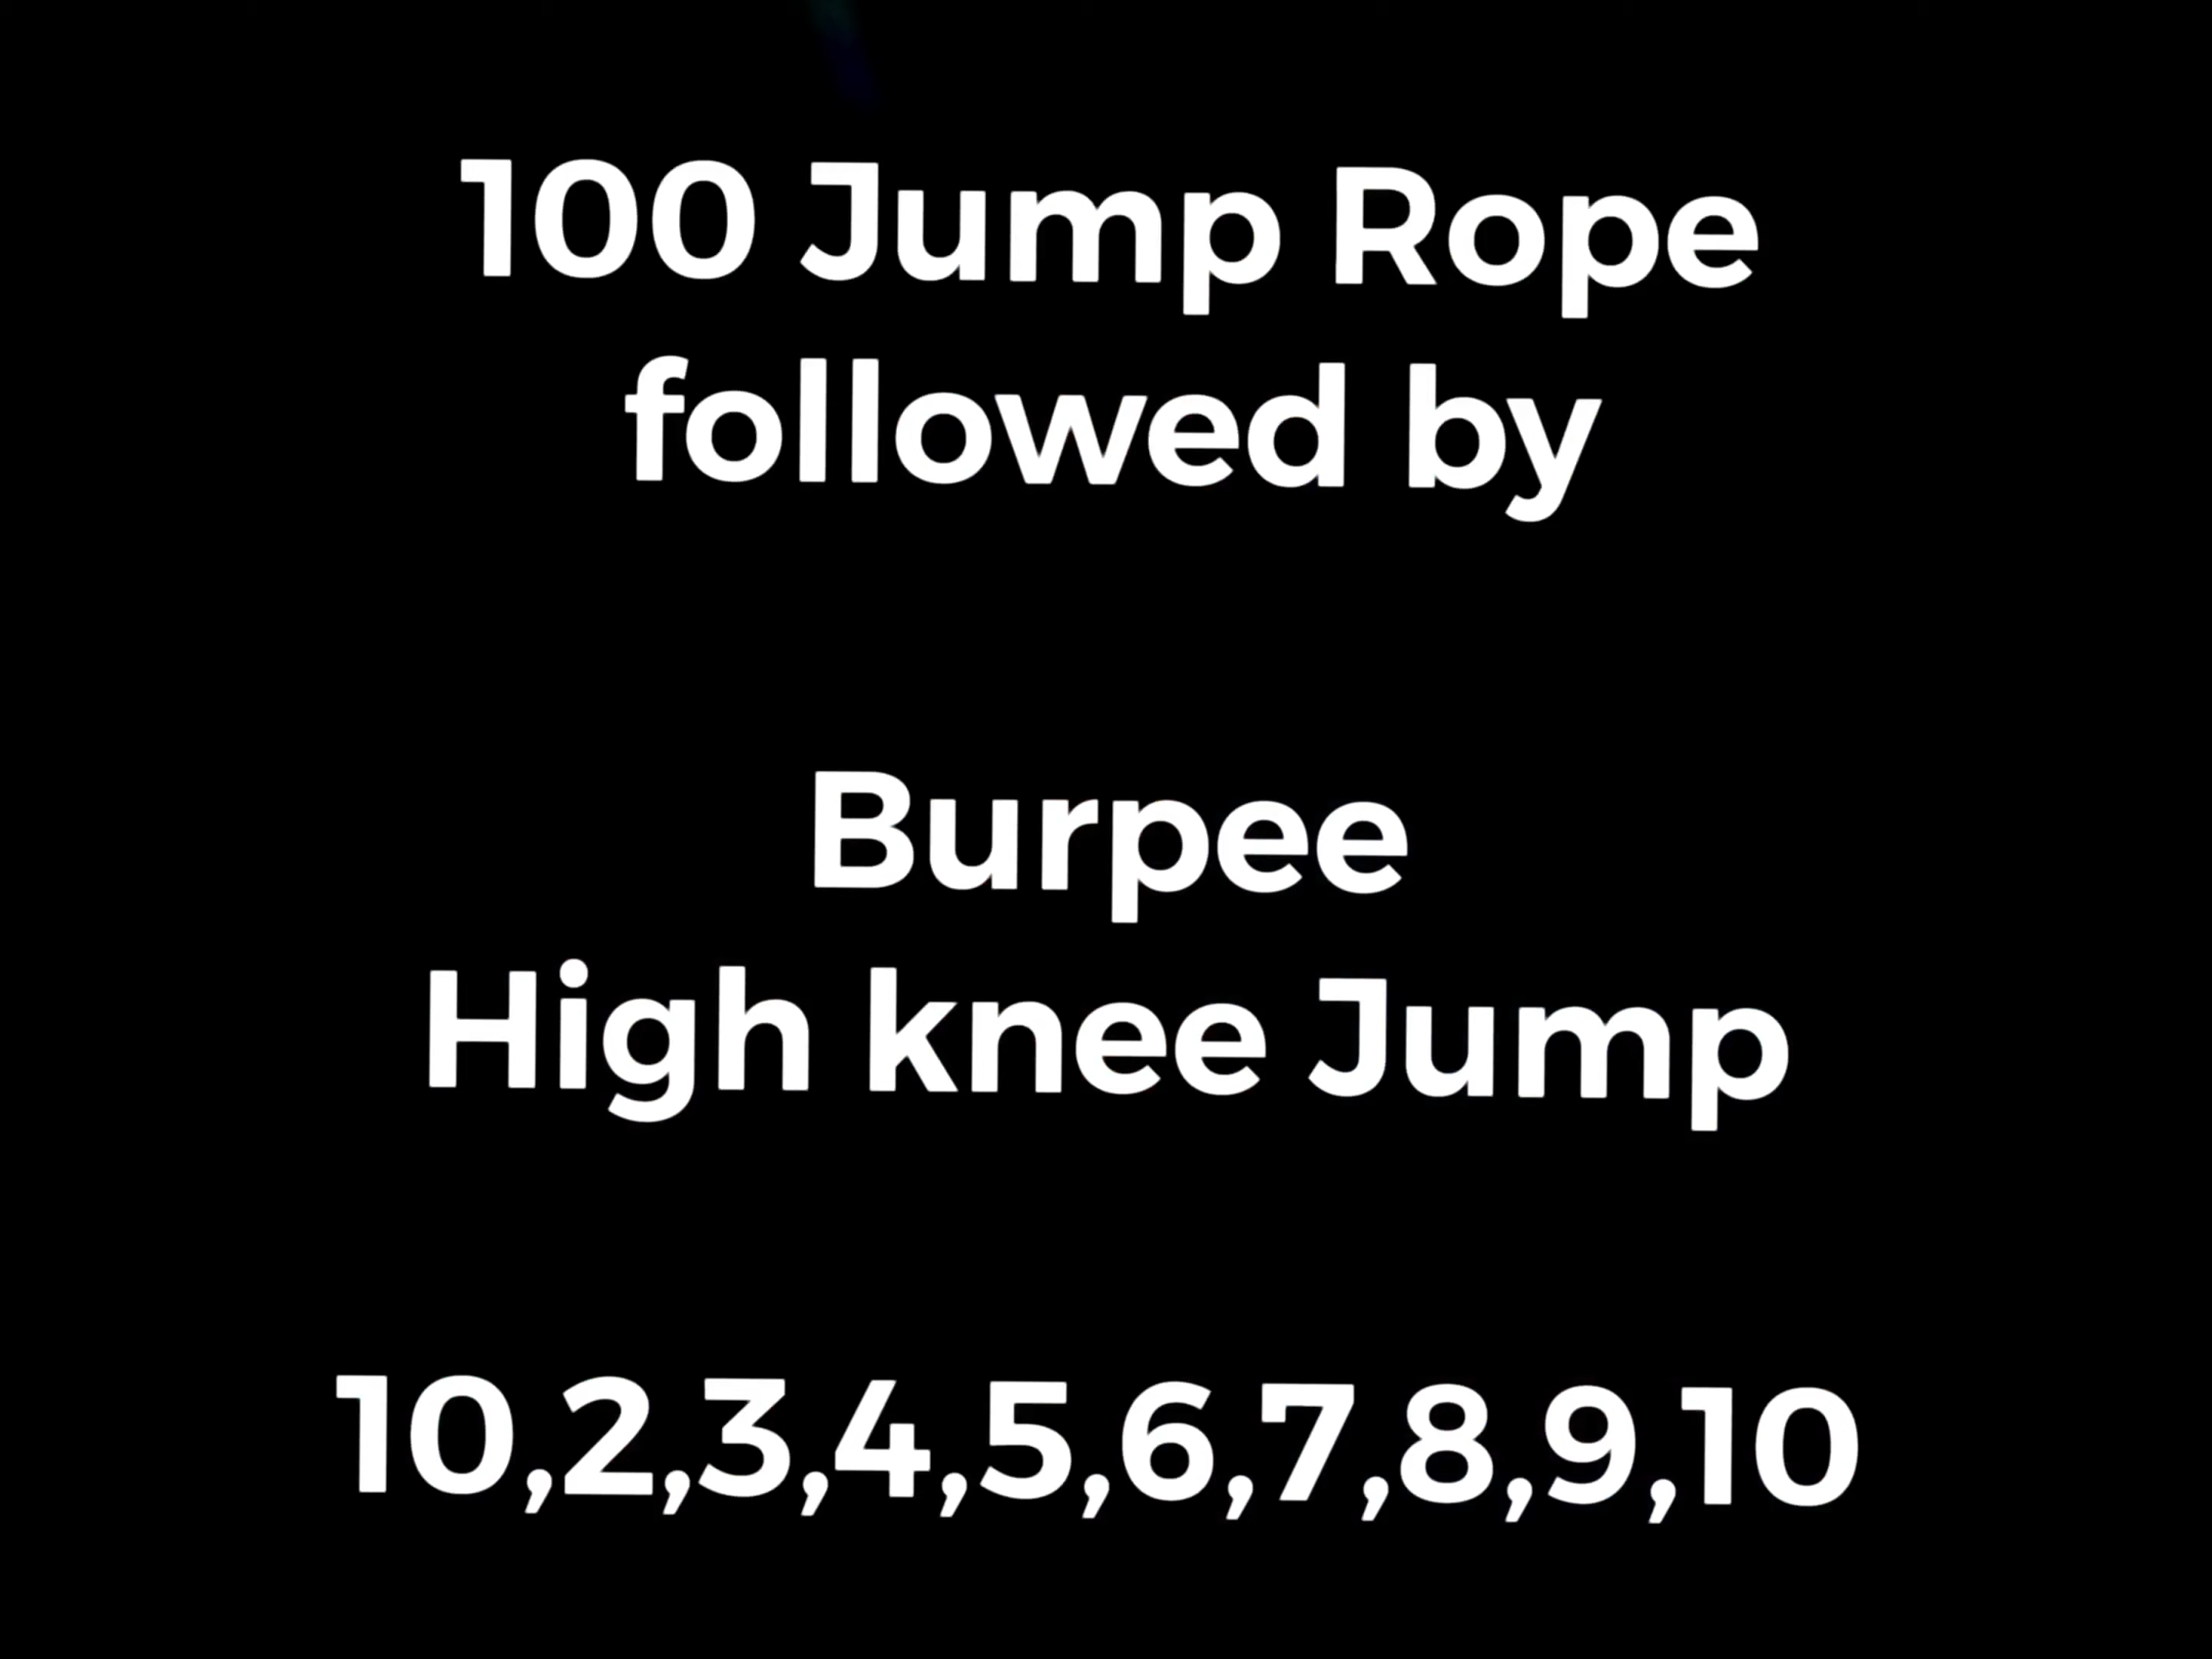 100 Jump Rope
followed by
Burpee
High knee Jump
10,2,3,4,5,6,7,8,9,10